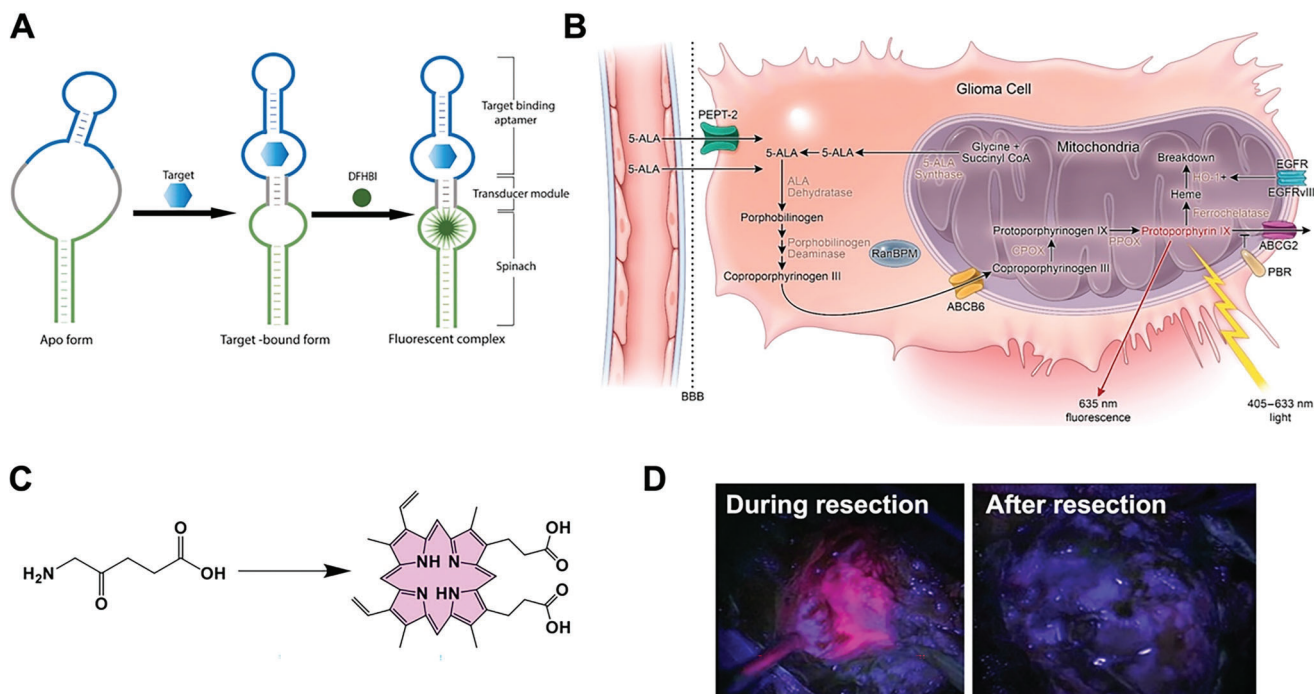 A
Target binding
aptamer
Target
DFHBI
Transducer module
Spinach
Apo form
Target -bound form
Fluorescent complex
B
Glioma Cell
PEPT-2
5-ALA
5-ALA
5-ALA
5-ALA
5-ALA
Synthase
Glycine +
Succinyl CoA
Mitochondria
Breakdown
HO-1+
EGFR
EGFRvIII
Heme
Ferrochelatase
ALA
Dehydratase
Porphobilinogen
Porphobilinogen
Deaminase
Coproporphyrinogen III
RanBPM
Protoporphyrinogen IX
PPOX
Protoporphyrin IX
CPOX
Coproporphyrinogen III
ABCB6
ABCG2
PBR
BBB
635 nm
fluorescence
405–633 nm
light
C
H2N
O
O
OH
NH
N
N
HN
OH
O
O
OH
D
During resection
After resection